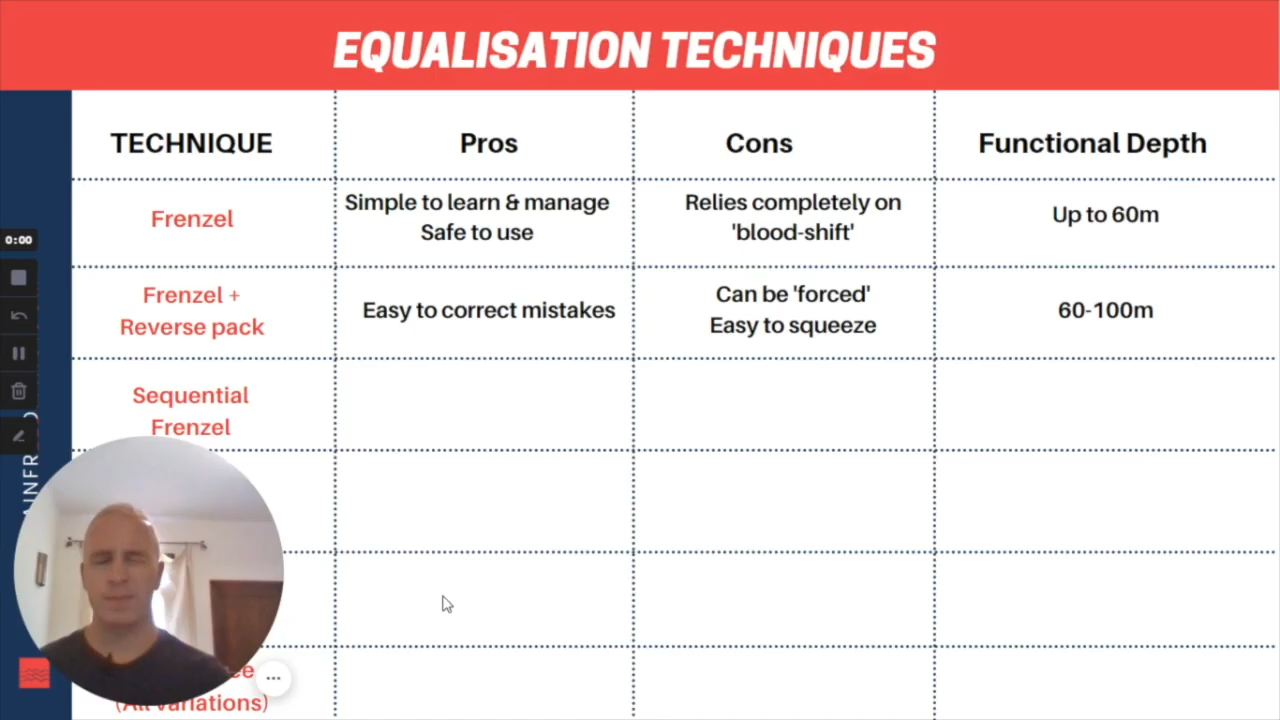 EQUALISATION TECHNIQUES
TECHNIQUE
Pros
Cons
Functional Depth
Frenzel
Simple to learn & manage
Safe to use
Relies completely on
'blood-shift'
Up to 60m
0:00
Frenzel +
Reverse pack
Easy to correct mistakes
Can be 'forced'
Easy to squeeze
60-100m
Sequential
Frenzel
(All variations)